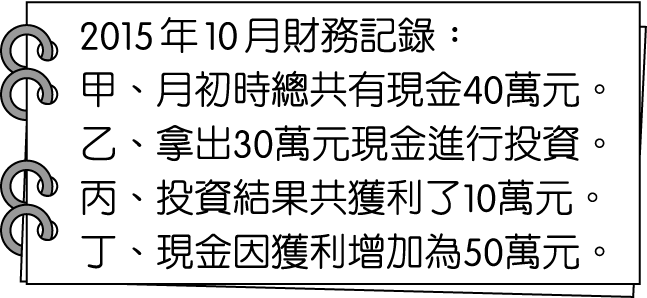 2015年10月財務記錄：
甲、月初時總共有現金40萬元。
乙、拿出30萬元現金進行投資。
丙、投資結果共獲利了10萬元。
丁、現金因獲利增加為50萬元。